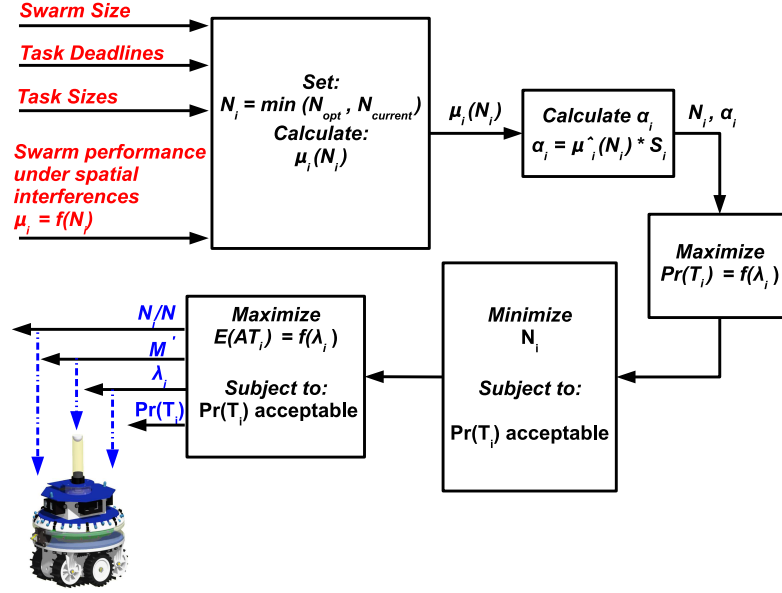 Swarm Size
Task Deadlines
Task Sizes
Swarm performance
under spatial
interferences
μi = f(Ni)
Set:
Ni = min (Nopt , Ncurrent)
Calculate:
μi(Ni)
μi(Ni)
Calculate αi
αi = μ^i(Ni) * Si
Ni, αi
Maximize
Pr(Ti) = f(λi)
Minimize
Ni
Subject to:
Pr(Ti) acceptable
Maximize
E(ATi) = f(λi)
Subject to:
Pr(Ti) acceptable
Ni/N
M'
λi
Pr(Ti)